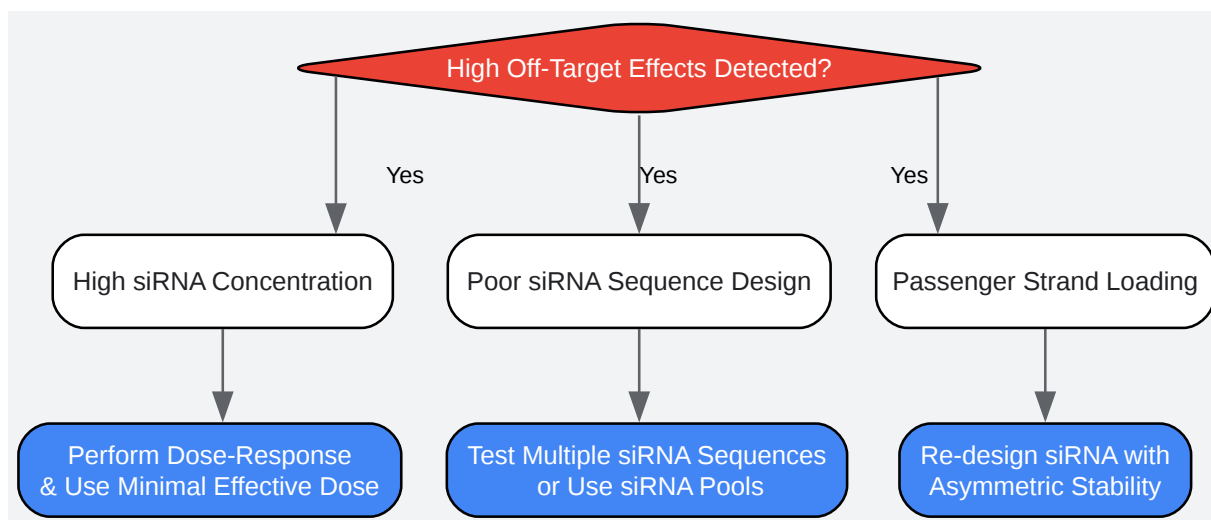 High Off-Target Effects Detected?
Yes
Yes
Yes
High siRNA Concentration
Poor siRNA Sequence Design
Passenger Strand Loading
Perform Dose-Response
& Use Minimal Effective Dose
Test Multiple siRNA Sequences
or Use siRNA Pools
Re-design siRNA with
Asymmetric Stability